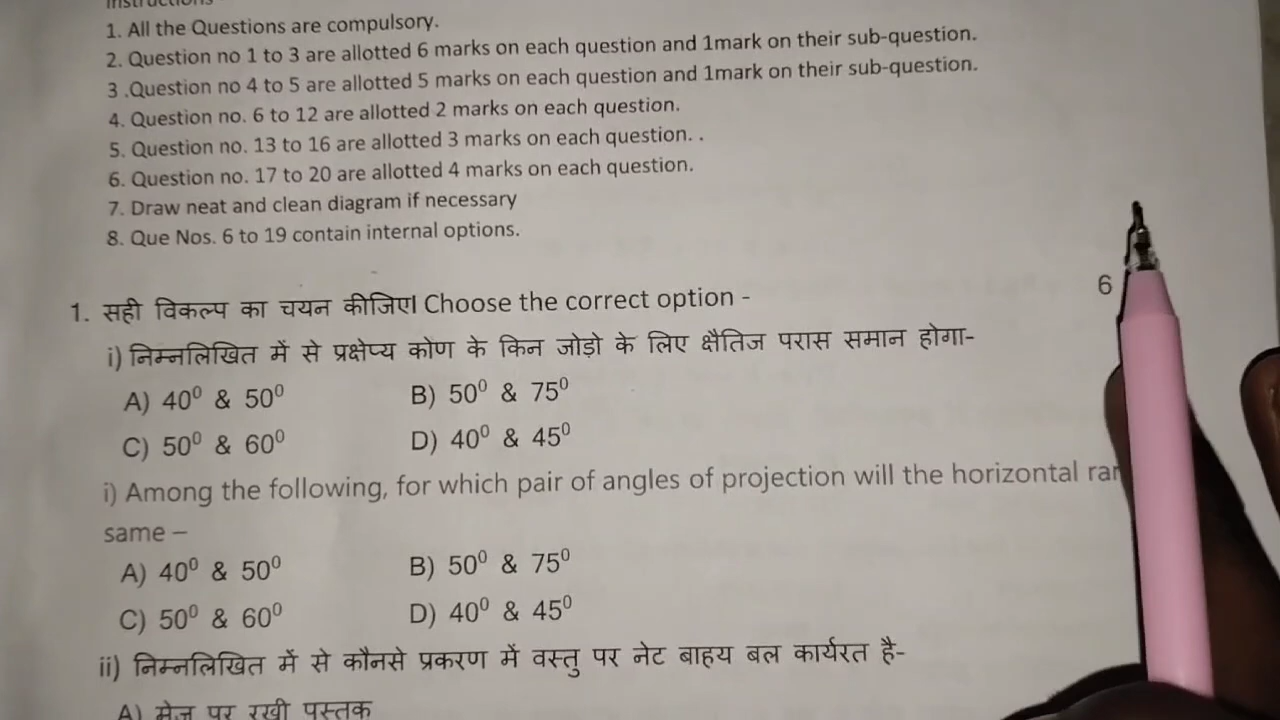 1. All the Questions are compulsory.
2. Question no 1 to 3 are allotted 6 marks on each question and 1mark on their sub-question.
3 .Question no 4 to 5 are allotted 5 marks on each question and 1mark on their sub-question.
4. Question no. 6 to 12 are allotted 2 marks on each question.
5. Question no. 13 to 16 are allotted 3 marks on each question. .
6. Question no. 17 to 20 are allotted 4 marks on each question.
7. Draw neat and clean diagram if necessary
8. Que Nos. 6 to 19 contain internal options.
1. सही विकल्प का चयन कीजिए। Choose the correct option - 6
i) निम्नलिखित में से प्रक्षेप्य कोण के किन जोड़ो के लिए क्षैतिज परास समान होगा-
A) 40⁰ & 50⁰ B) 50⁰ & 75⁰
C) 50⁰ & 60⁰ D) 40⁰ & 45⁰
i) Among the following, for which pair of angles of projection will the horizontal
same –
A) 40⁰ & 50⁰ B) 50⁰ & 75⁰
C) 50⁰ & 60⁰ D) 40⁰ & 45⁰
ii) निम्नलिखित में से कौनसे प्रकरण में वस्तु पर नेट बाहय बल कार्यरत है-
A) मेज पर रखी पुस्तक